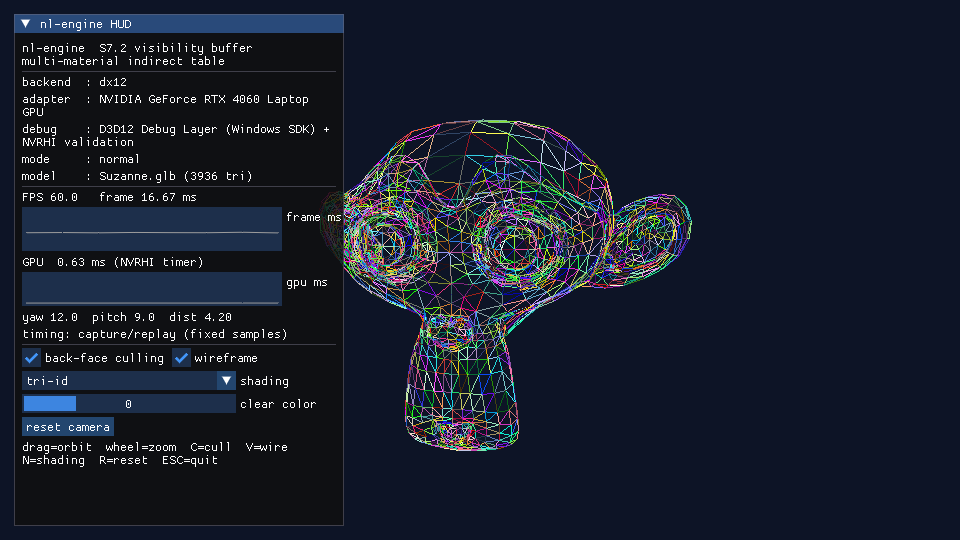 nl-engine HUD
nl-engine  S7.2 visibility buffer
multi-material indirect table
backend  : dx12
adapter  : NVIDIA GeForce RTX 4060 Laptop
GPU
debug    : D3D12 Debug Layer (Windows SDK) +
NVRHI validation
mode     : normal
model    : Suzanne.glb (3936 tri)
FPS 60.0   frame 16.67 ms
frame ms
GPU  0.63 ms (NVRHI timer)
gpu ms
yaw 12.0  pitch 9.0  dist 4.20
timing: capture/replay (fixed samples)
back-face culling  wireframe
tri-id  shading
0  clear color
reset camera
drag=orbit  wheel=zoom  C=cull  V=wire
N=shading  R=reset  ESC=quit